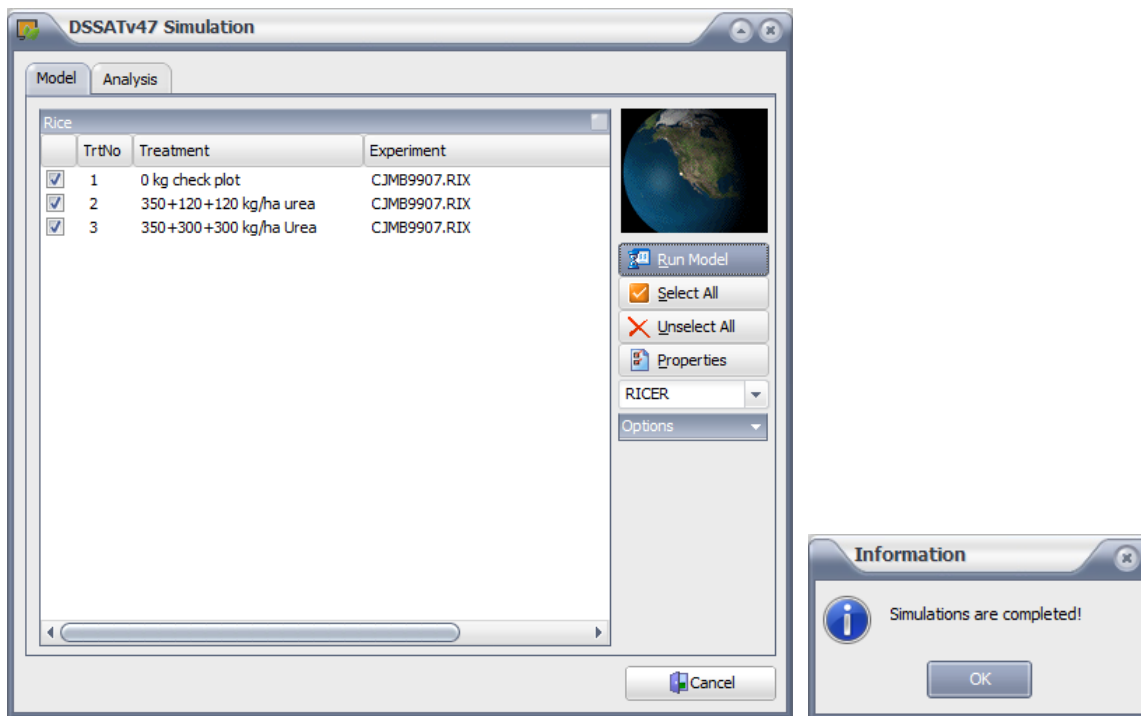 DSSATv47 Simulation
Model Analysis
Rice
TrtNo Treatment Experiment
1 0 kg check plot CJMB9907.RIX
2 350+120+120 kg/ha urea CJMB9907.RIX
3 350+300+300 kg/ha Urea CJMB9907.RIX
Run Model
Select All
Unselect All
Properties
RICER
Options
Cancel
Information
Simulations are completed!
OK